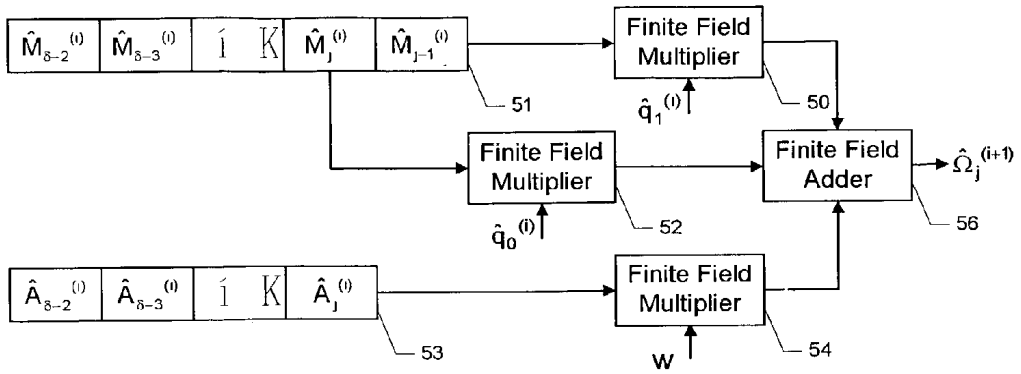 M̂δ−2⁽ⁱ⁾ M̂δ−3⁽ⁱ⁾ í K M̂j⁽ⁱ⁾ M̂j−1⁽ⁱ⁾
51
Finite Field
Multiplier
50
q̂1⁽ⁱ⁾
Finite Field
Multiplier
52
q̂0⁽ⁱ⁾
Finite Field
Adder
56
Ω̂j⁽ⁱ⁺¹⁾
Âδ−2⁽ⁱ⁾ Âδ−3⁽ⁱ⁾ í K Âj⁽ⁱ⁾
53
Finite Field
Multiplier
54
w